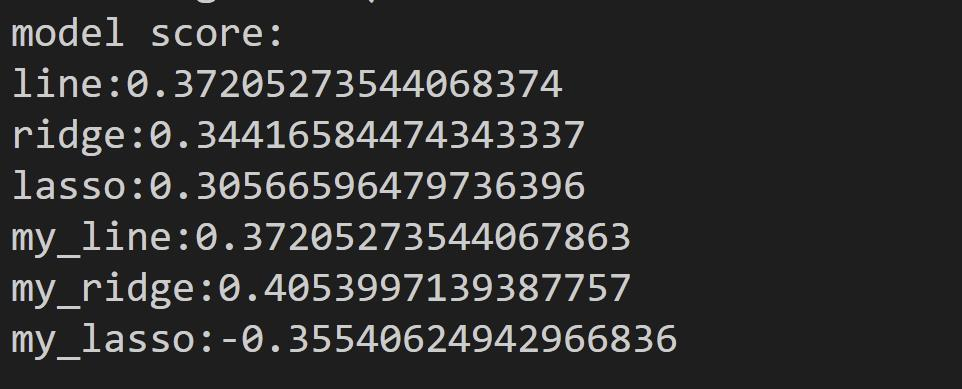 model score:
line:0.37205273544068374
ridge:0.34416584474343337
lasso:0.30566596479736396
my_line:0.37205273544067863
my_ridge:0.4053997139387757
my_lasso:-0.35540624942966836